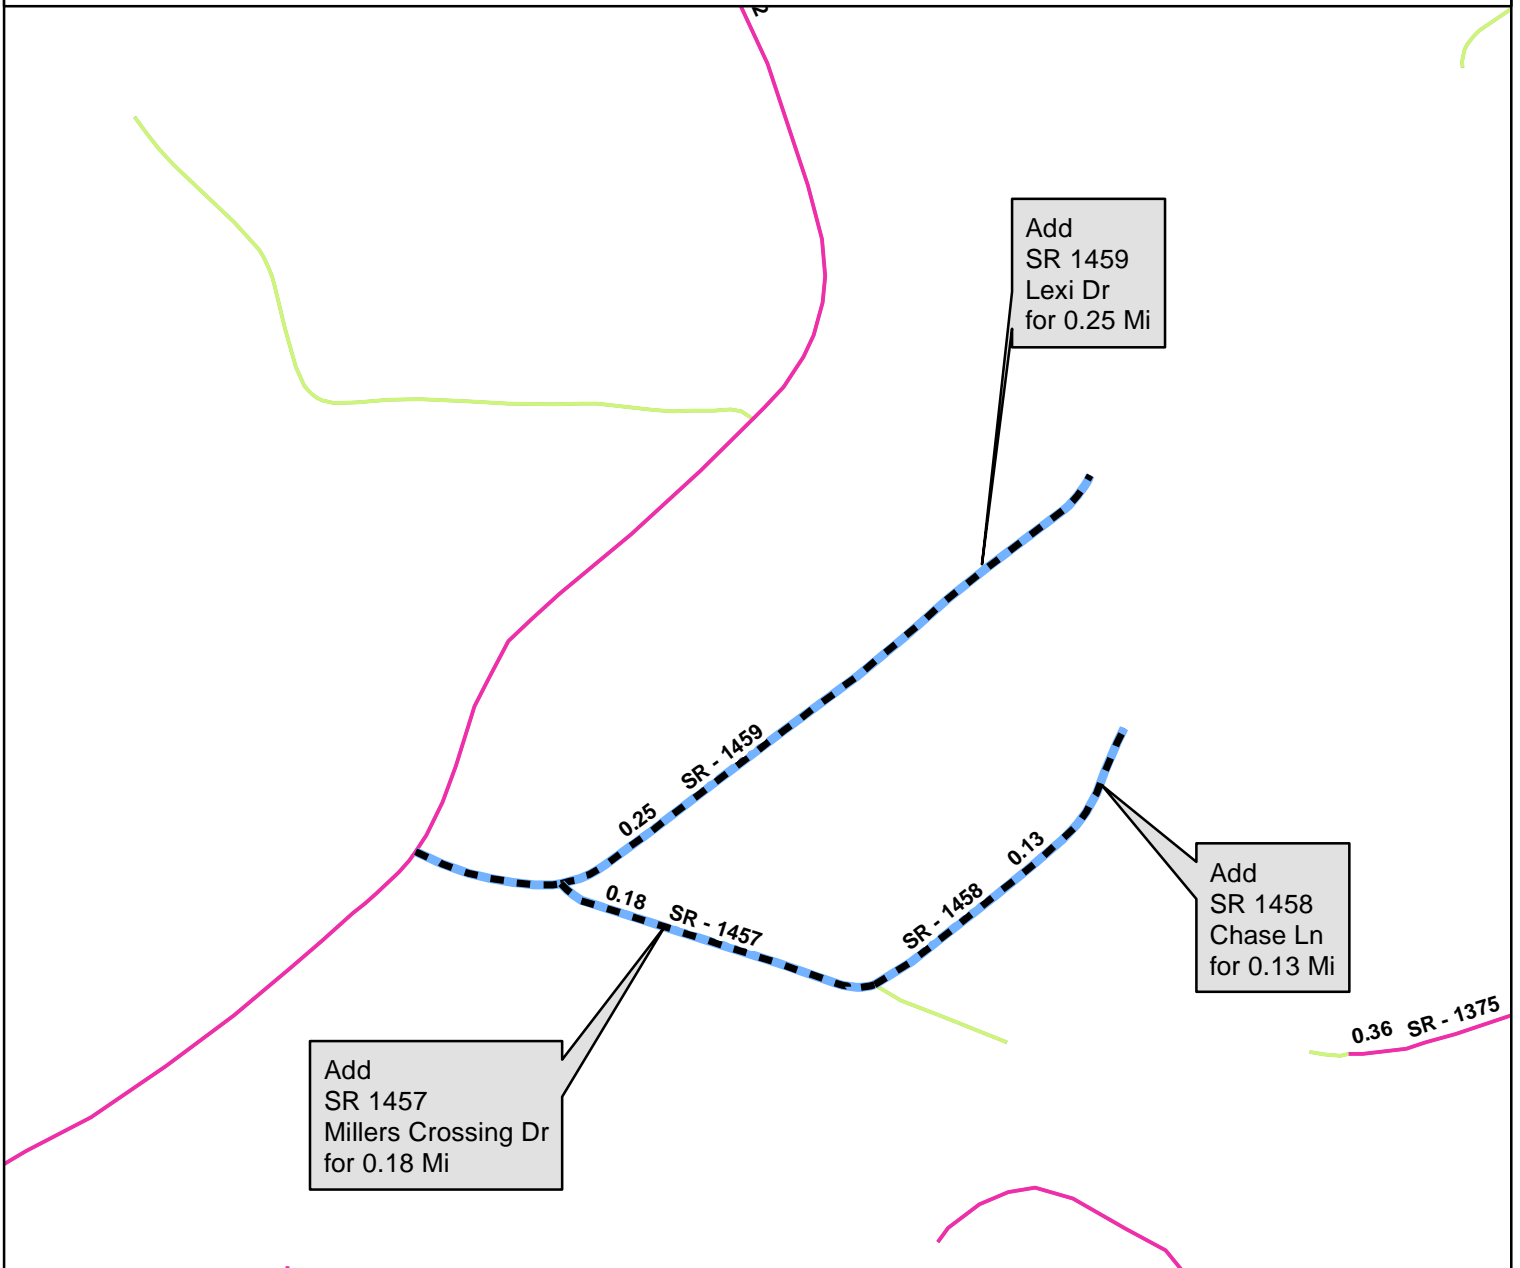 Add
SR 1459
Lexi Dr
for 0.25 Mi
SR - 1459
0.25
0.13
SR - 1458
0.18
SR - 1457
Add
SR 1458
Chase Ln
for 0.13 Mi
0.36 SR - 1375
Add
SR 1457
Millers Crossing Dr
for 0.18 Mi